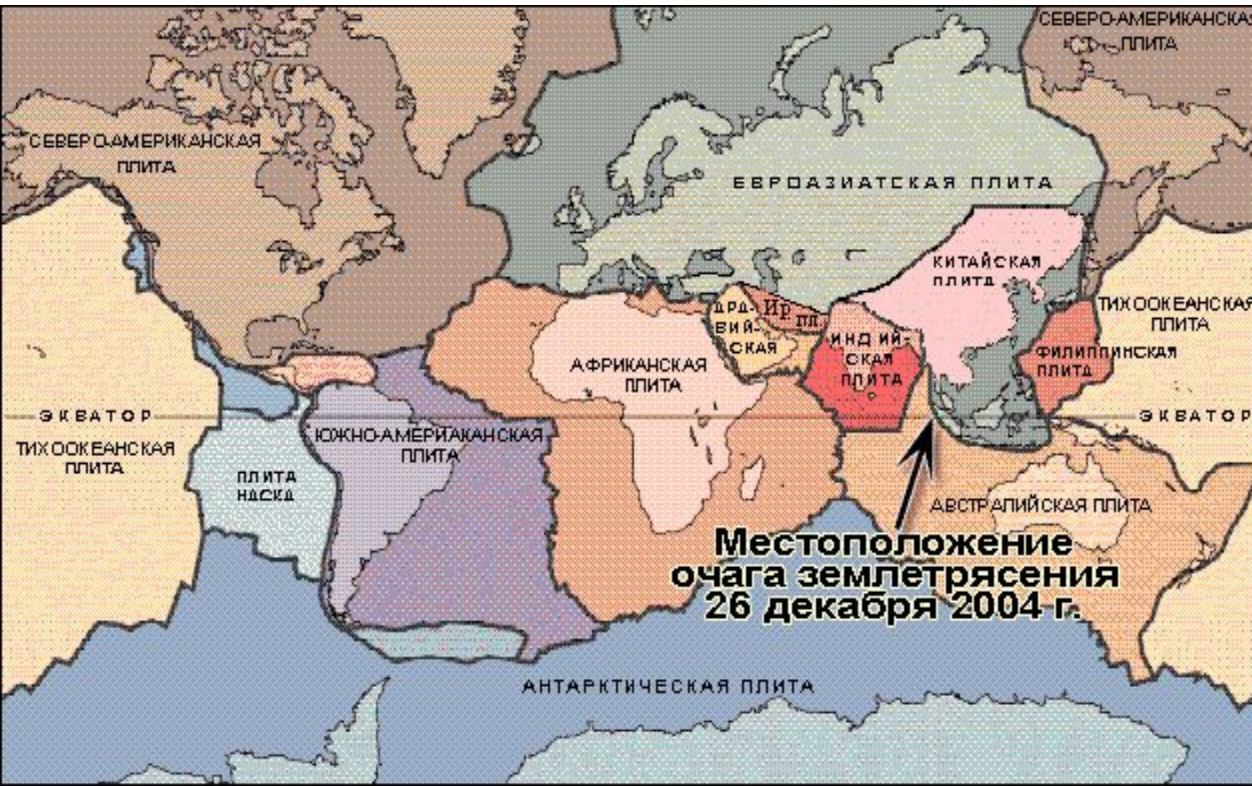 СЕВЕРО-АМЕРИКАНСКАЯ
ПЛИТА
СЕВЕРО-АМЕРИКАНСКАЯ
ПЛИТА
ЕВРОАЗИАТСКАЯ ПЛИТА
КИТАЙСКАЯ
ПЛИТА
АРА-
ВИЙ-
СКАЯ
Ир.
пл.
ИНДИЙ-
СКАЯ
ПЛИТА
ТИХООКЕАНСКАЯ
ПЛИТА
ФИЛИППИНСКАЯ
ПЛИТА
АФРИКАНСКАЯ
ПЛИТА
ЭКВАТОР
ЭКВАТОР
ТИХООКЕАНСКАЯ
ПЛИТА
ЮЖНО-АМЕРИАКАНСКАЯ
ПЛИТА
ПЛИТА
НАСКА
АВСТРАЛИЙСКАЯ ПЛИТА
Местоположение
очага землетрясения
26 декабря 2004 г.
АНТАРКТИЧЕСКАЯ ПЛИТА